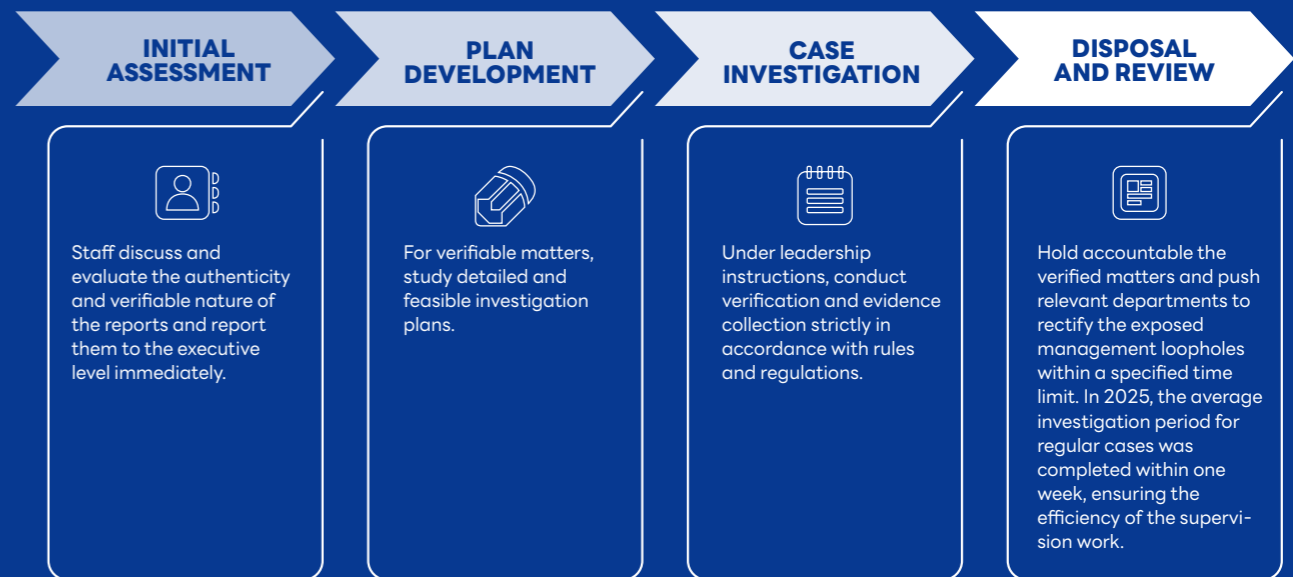 INITIAL
ASSESSMENT
Staff discuss and
evaluate the authenticity
and verifiable nature of
the reports and report
them to the executive
level immediately.
PLAN
DEVELOPMENT
For verifiable matters,
study detailed and
feasible investigation
plans.
CASE
INVESTIGATION
Under leadership
instructions, conduct
verification and evidence
collection strictly in
accordance with rules
and regulations.
DISPOSAL
AND REVIEW
Hold accountable the
verified matters and push
relevant departments to
rectify the exposed
management loopholes
within a specified time
limit. In 2025, the average
investigation period for
regular cases was
completed within one
week, ensuring the
efficiency of the supervi-
sion work.